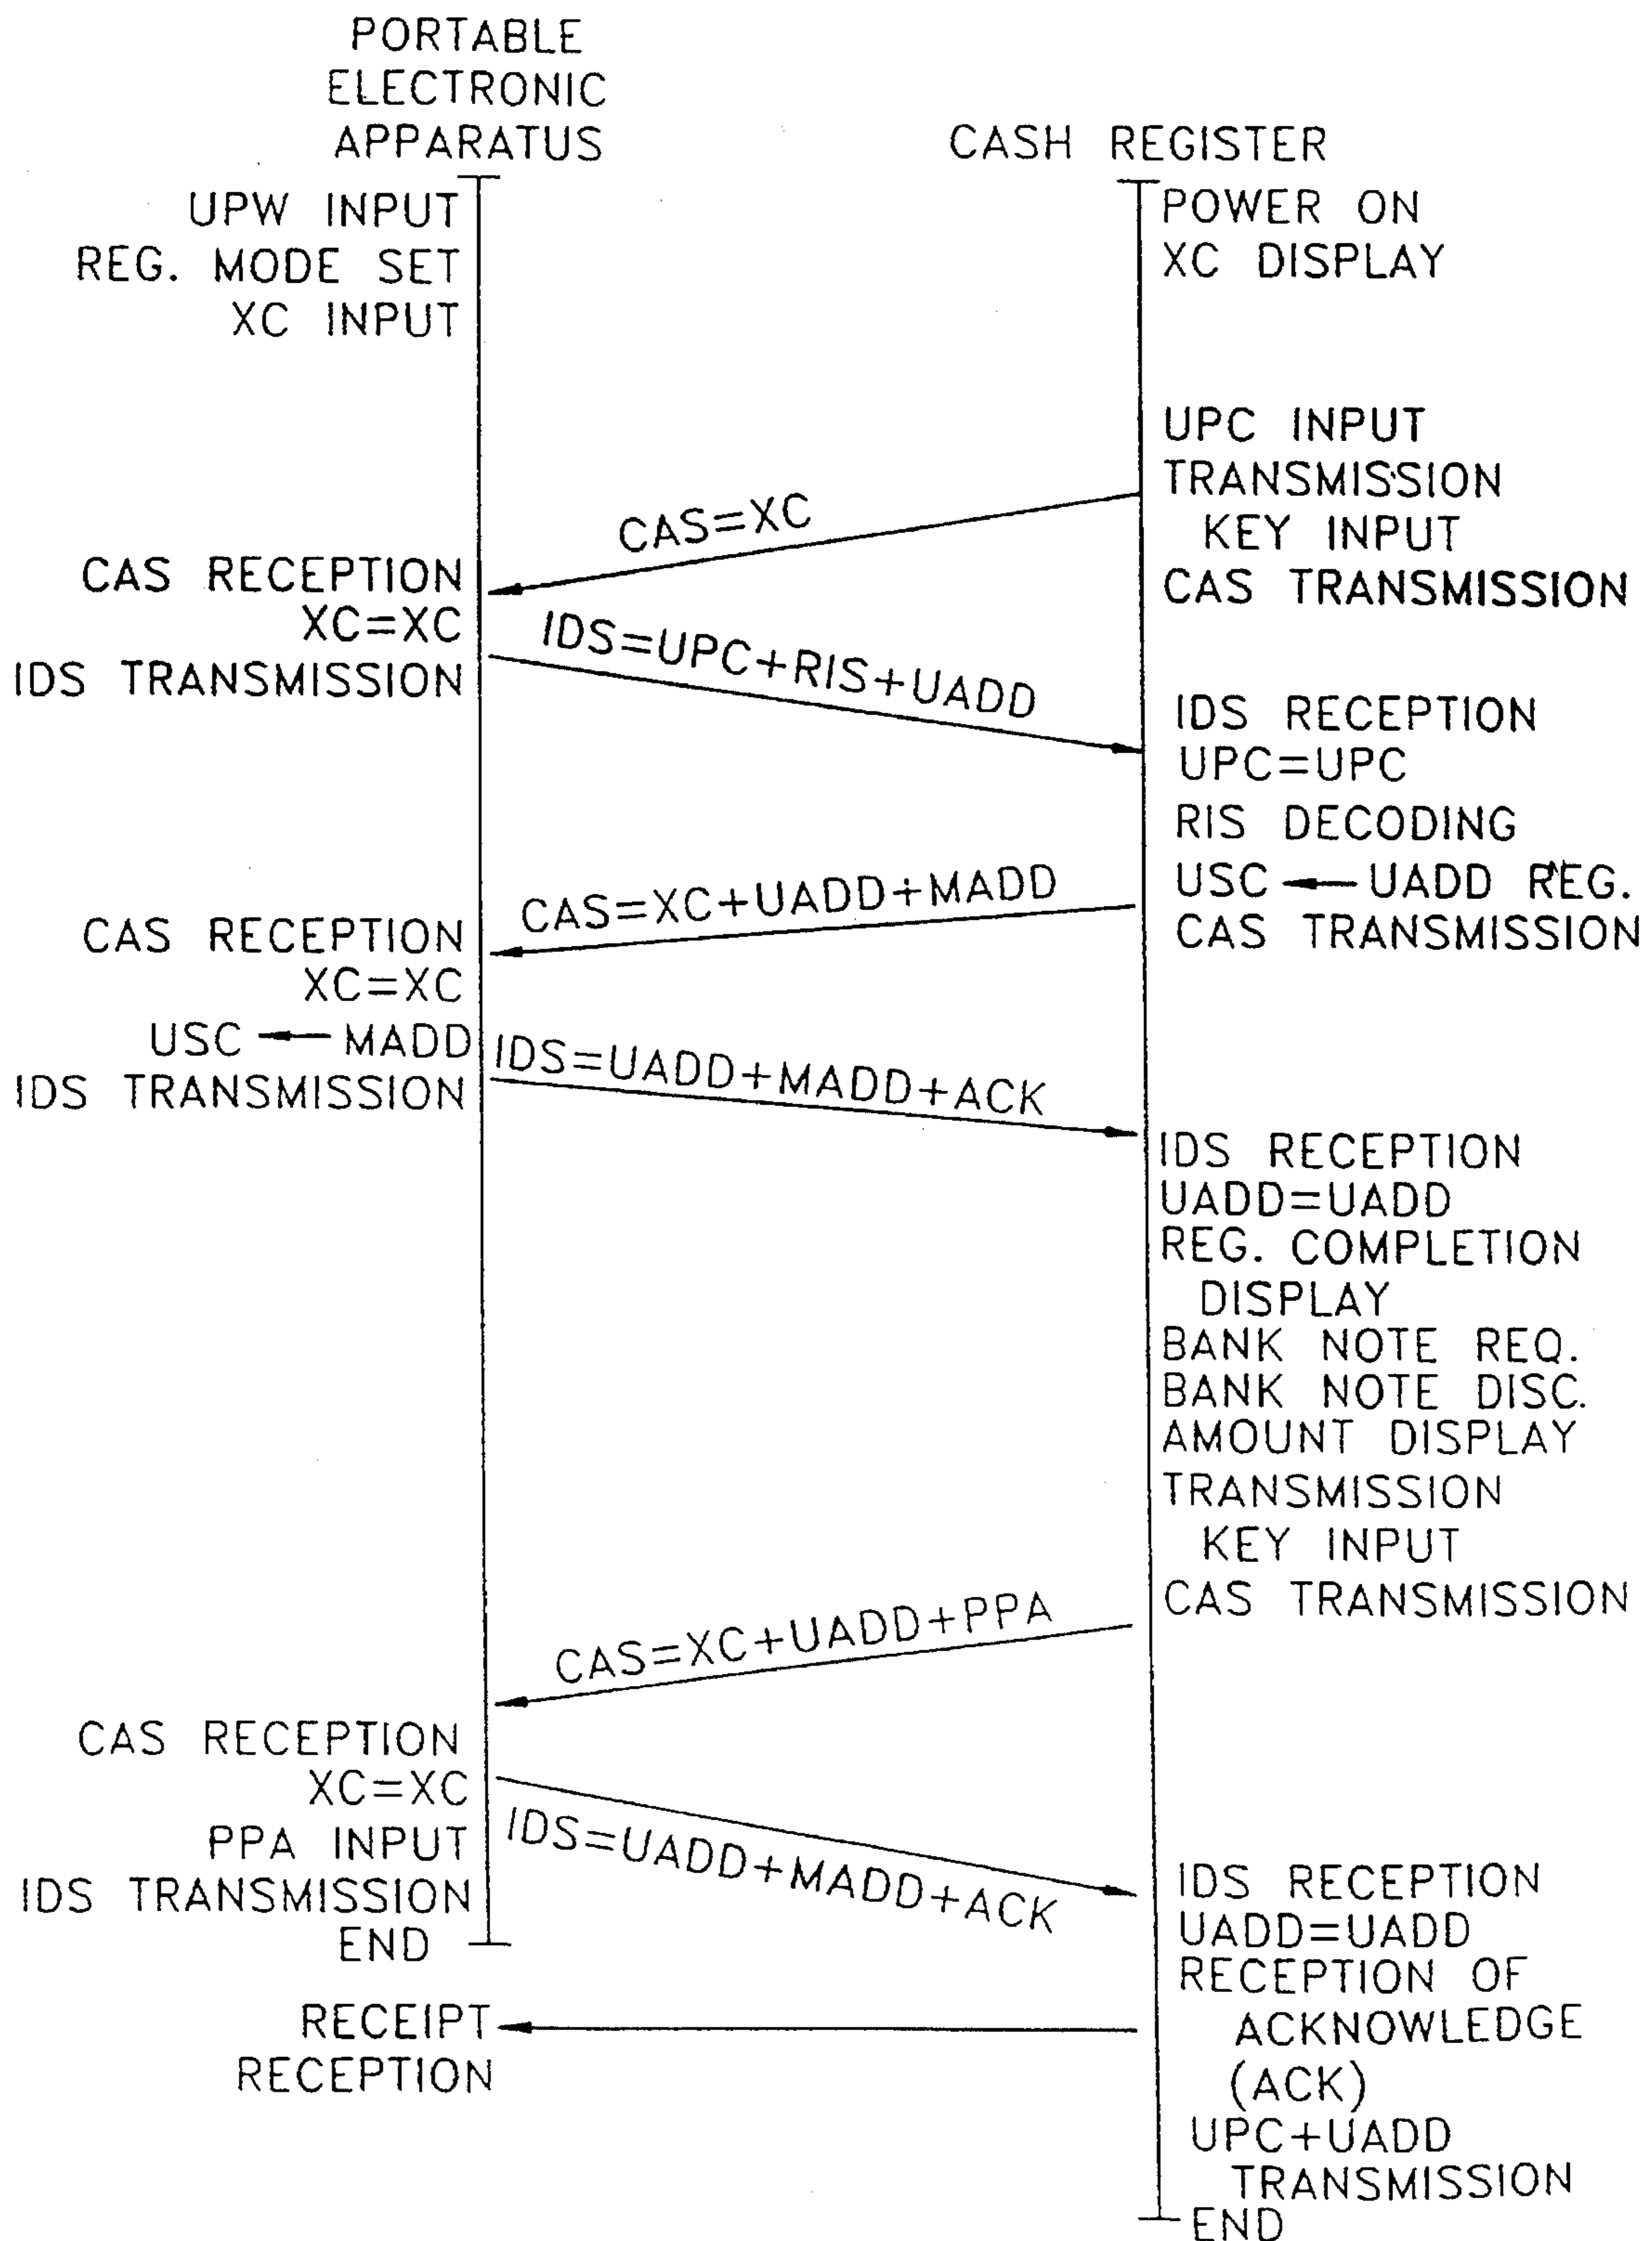 PORTABLE
ELECTRONIC
APPARATUS
CASH REGISTER
UPW INPUT
REG. MODE SET
XC INPUT
POWER ON
XC DISPLAY
UPC INPUT
TRANSMISSION
KEY INPUT
CAS TRANSMISSION
CAS=XC
CAS RECEPTION
XC=XC
IDS TRANSMISSION
IDS=UPC+RIS+UADD
IDS RECEPTION
UPC=UPC
RIS DECODING
USC ← UADD REG.
CAS TRANSMISSION
CAS=XC+UADD+MADD
CAS RECEPTION
XC=XC
USC ← MADD
IDS TRANSMISSION
IDS=UADD+MADD+ACK
IDS RECEPTION
UADD=UADD
REG. COMPLETION
DISPLAY
BANK NOTE REQ.
BANK NOTE DISC.
AMOUNT DISPLAY
TRANSMISSION
KEY INPUT
CAS TRANSMISSION
CAS=XC+UADD+PPA
CAS RECEPTION
XC=XC
PPA INPUT
IDS TRANSMISSION
END
IDS=UADD+MADD+ACK
IDS RECEPTION
UADD=UADD
RECEPTION OF
ACKNOWLEDGE
(ACK)
UPC+UADD
TRANSMISSION
END
RECEIPT
RECEPTION